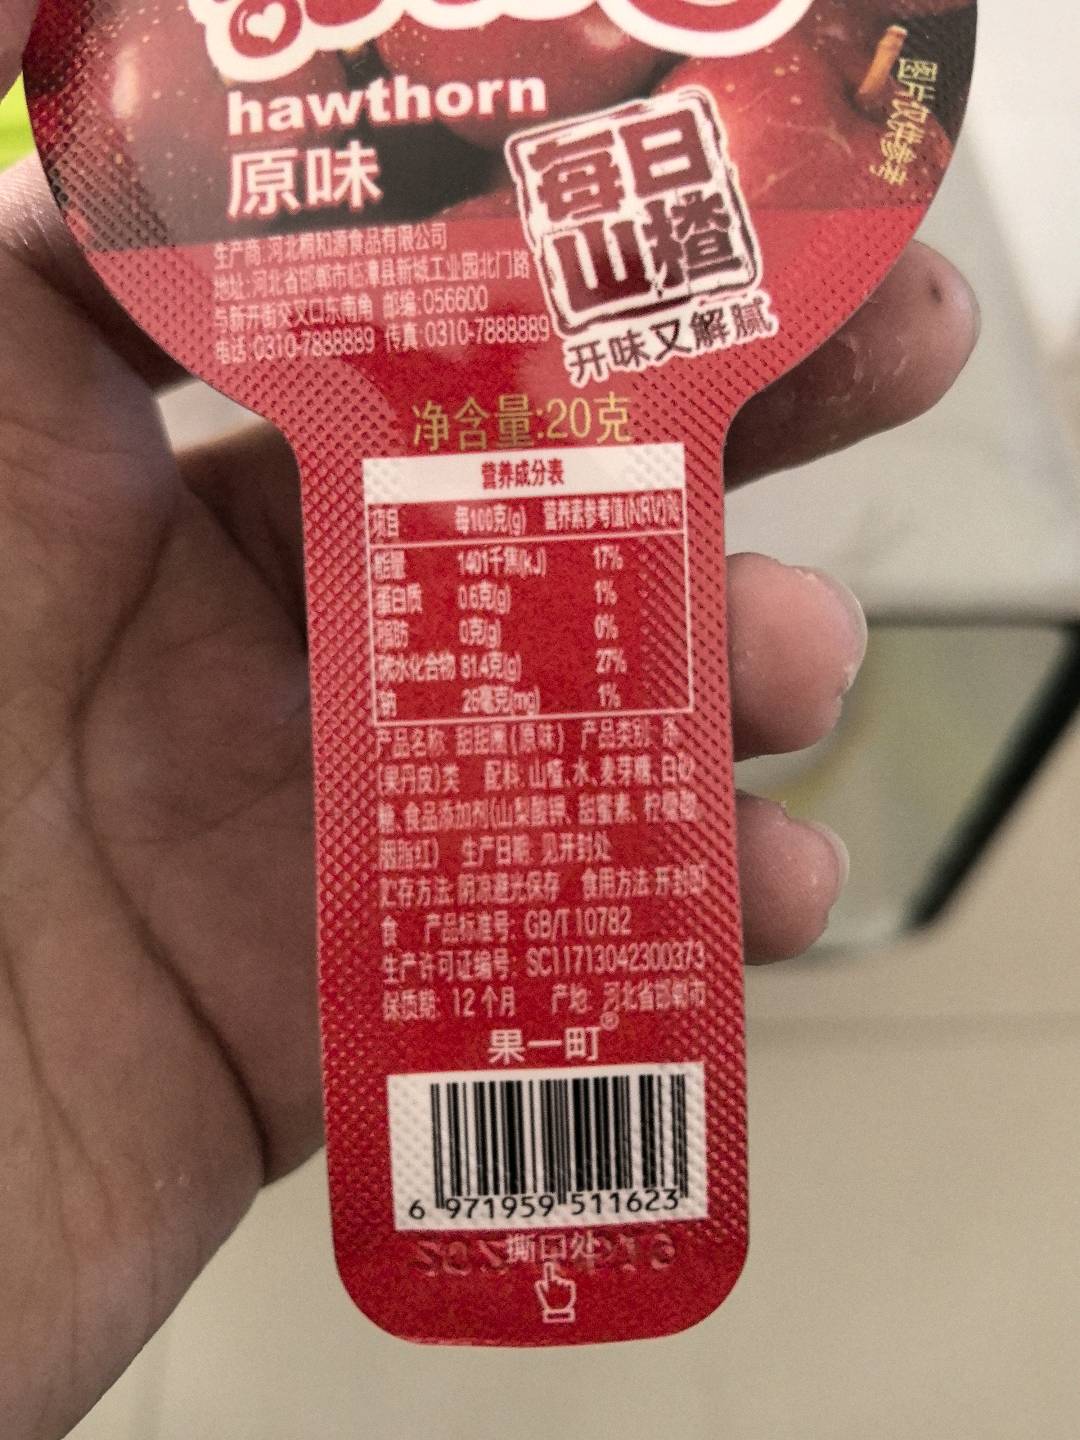 hawthorn
原味
图片仅供参考
每日
山楂
开味又解腻
生产商:河北桐和源食品有限公司
地址:河北省邯郸市临漳县新城工业园北门路
与新开街交叉口东南角 邮编:056600
电话:0310-7888889 传真:0310-7888889
净含量:20克
营养成分表
项目 每100克(g) 营养素参考值(NRV)%
能量 1401千焦(kJ) 17%
蛋白质 0.6克(g) 1%
脂肪 0克(g) 0%
碳水化合物 81.4克(g) 27%
钠 26毫克(mg) 1%
产品名称: 甜甜圈(原味) 产品类别: 条
(果丹皮)类 配料:山楂、水、麦芽糖、白砂
糖、食品添加剂(山梨酸钾、甜蜜素、柠檬酸
胭脂红) 生产日期: 见开封处
贮存方法:阴凉避光保存 食用方法:开封即
食 产品标准号: GB/T 10782
生产许可证编号: SC11713042300373
保质期: 12个月 产地: 河北省邯郸市
果一町®
6 971959 511623
撕口处